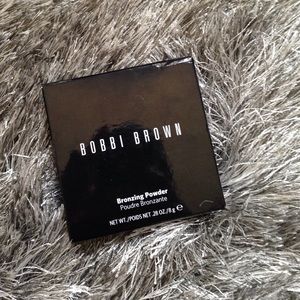 BOBBI BROWN
Bronzing Powder
Poudre Bronzante
NET WT./POIDS NET .28 OZ./8 g ℮